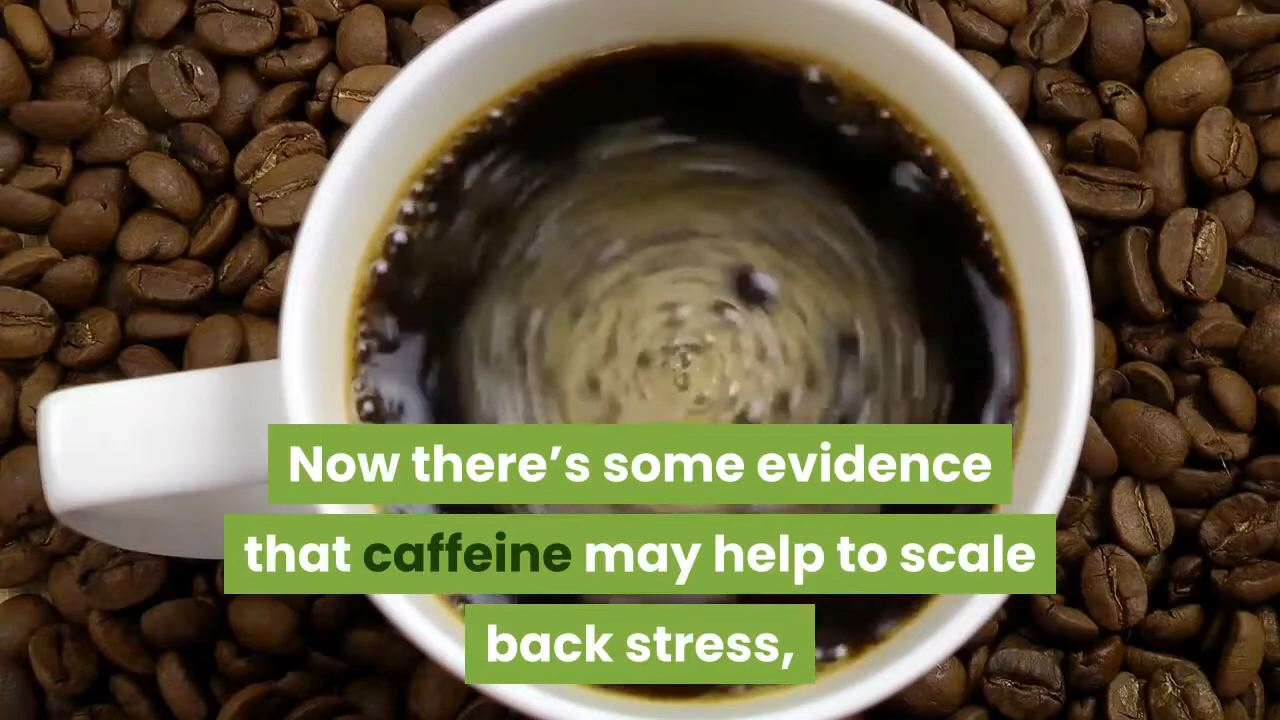 Now there’s some evidence
that caffeine may help to scale
back stress,